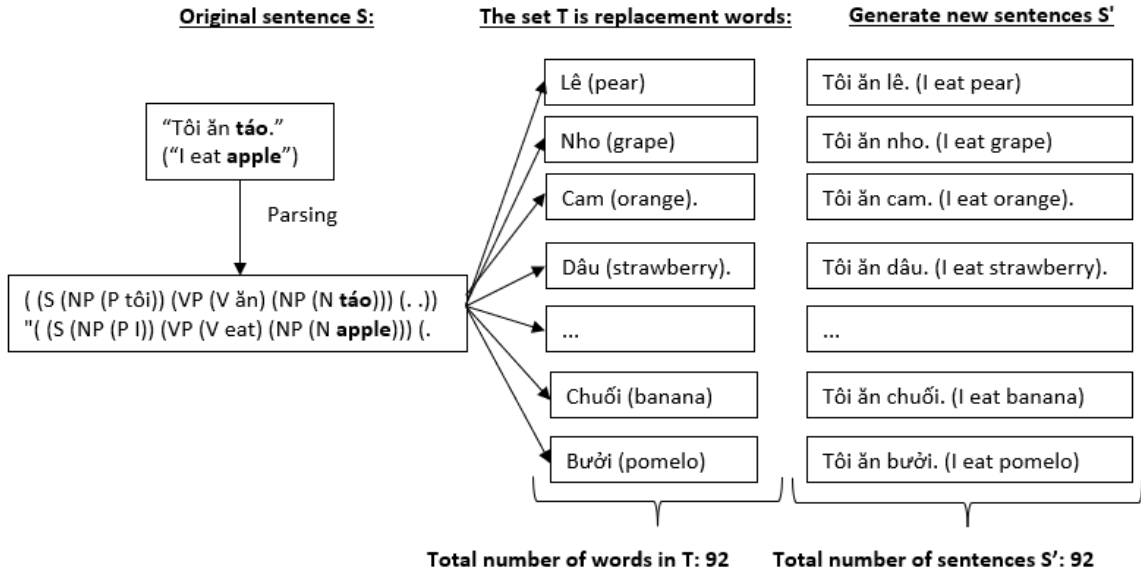 Original sentence S:
The set T is replacement words:
Generate new sentences S'
“Tôi ăn táo.”
(“I eat apple”)
Parsing
( (S (NP (P tôi)) (VP (V ăn) (NP (N táo))) (. .))
"( (S (NP (P I)) (VP (V eat) (NP (N apple))) (.
Lê (pear)
Nho (grape)
Cam (orange).
Dâu (strawberry).
...
Chuối (banana)
Bưởi (pomelo)
Tôi ăn lê. (I eat pear)
Tôi ăn nho. (I eat grape)
Tôi ăn cam. (I eat orange).
Tôi ăn dâu. (I eat strawberry).
...
Tôi ăn chuối. (I eat banana)
Tôi ăn bưởi. (I eat pomelo)
Total number of words in T: 92
Total number of sentences S’: 92